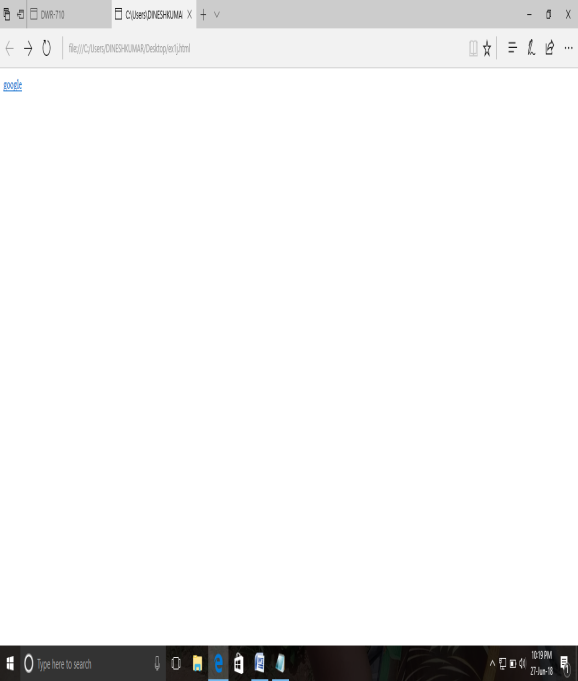 DWR-710
C:\Users\DINESHKUMAI
file:///C:/Users/DINESHKUMAR/Desktop/ex1j.html
google
Type here to search
10:19 PM
27-Jun-18